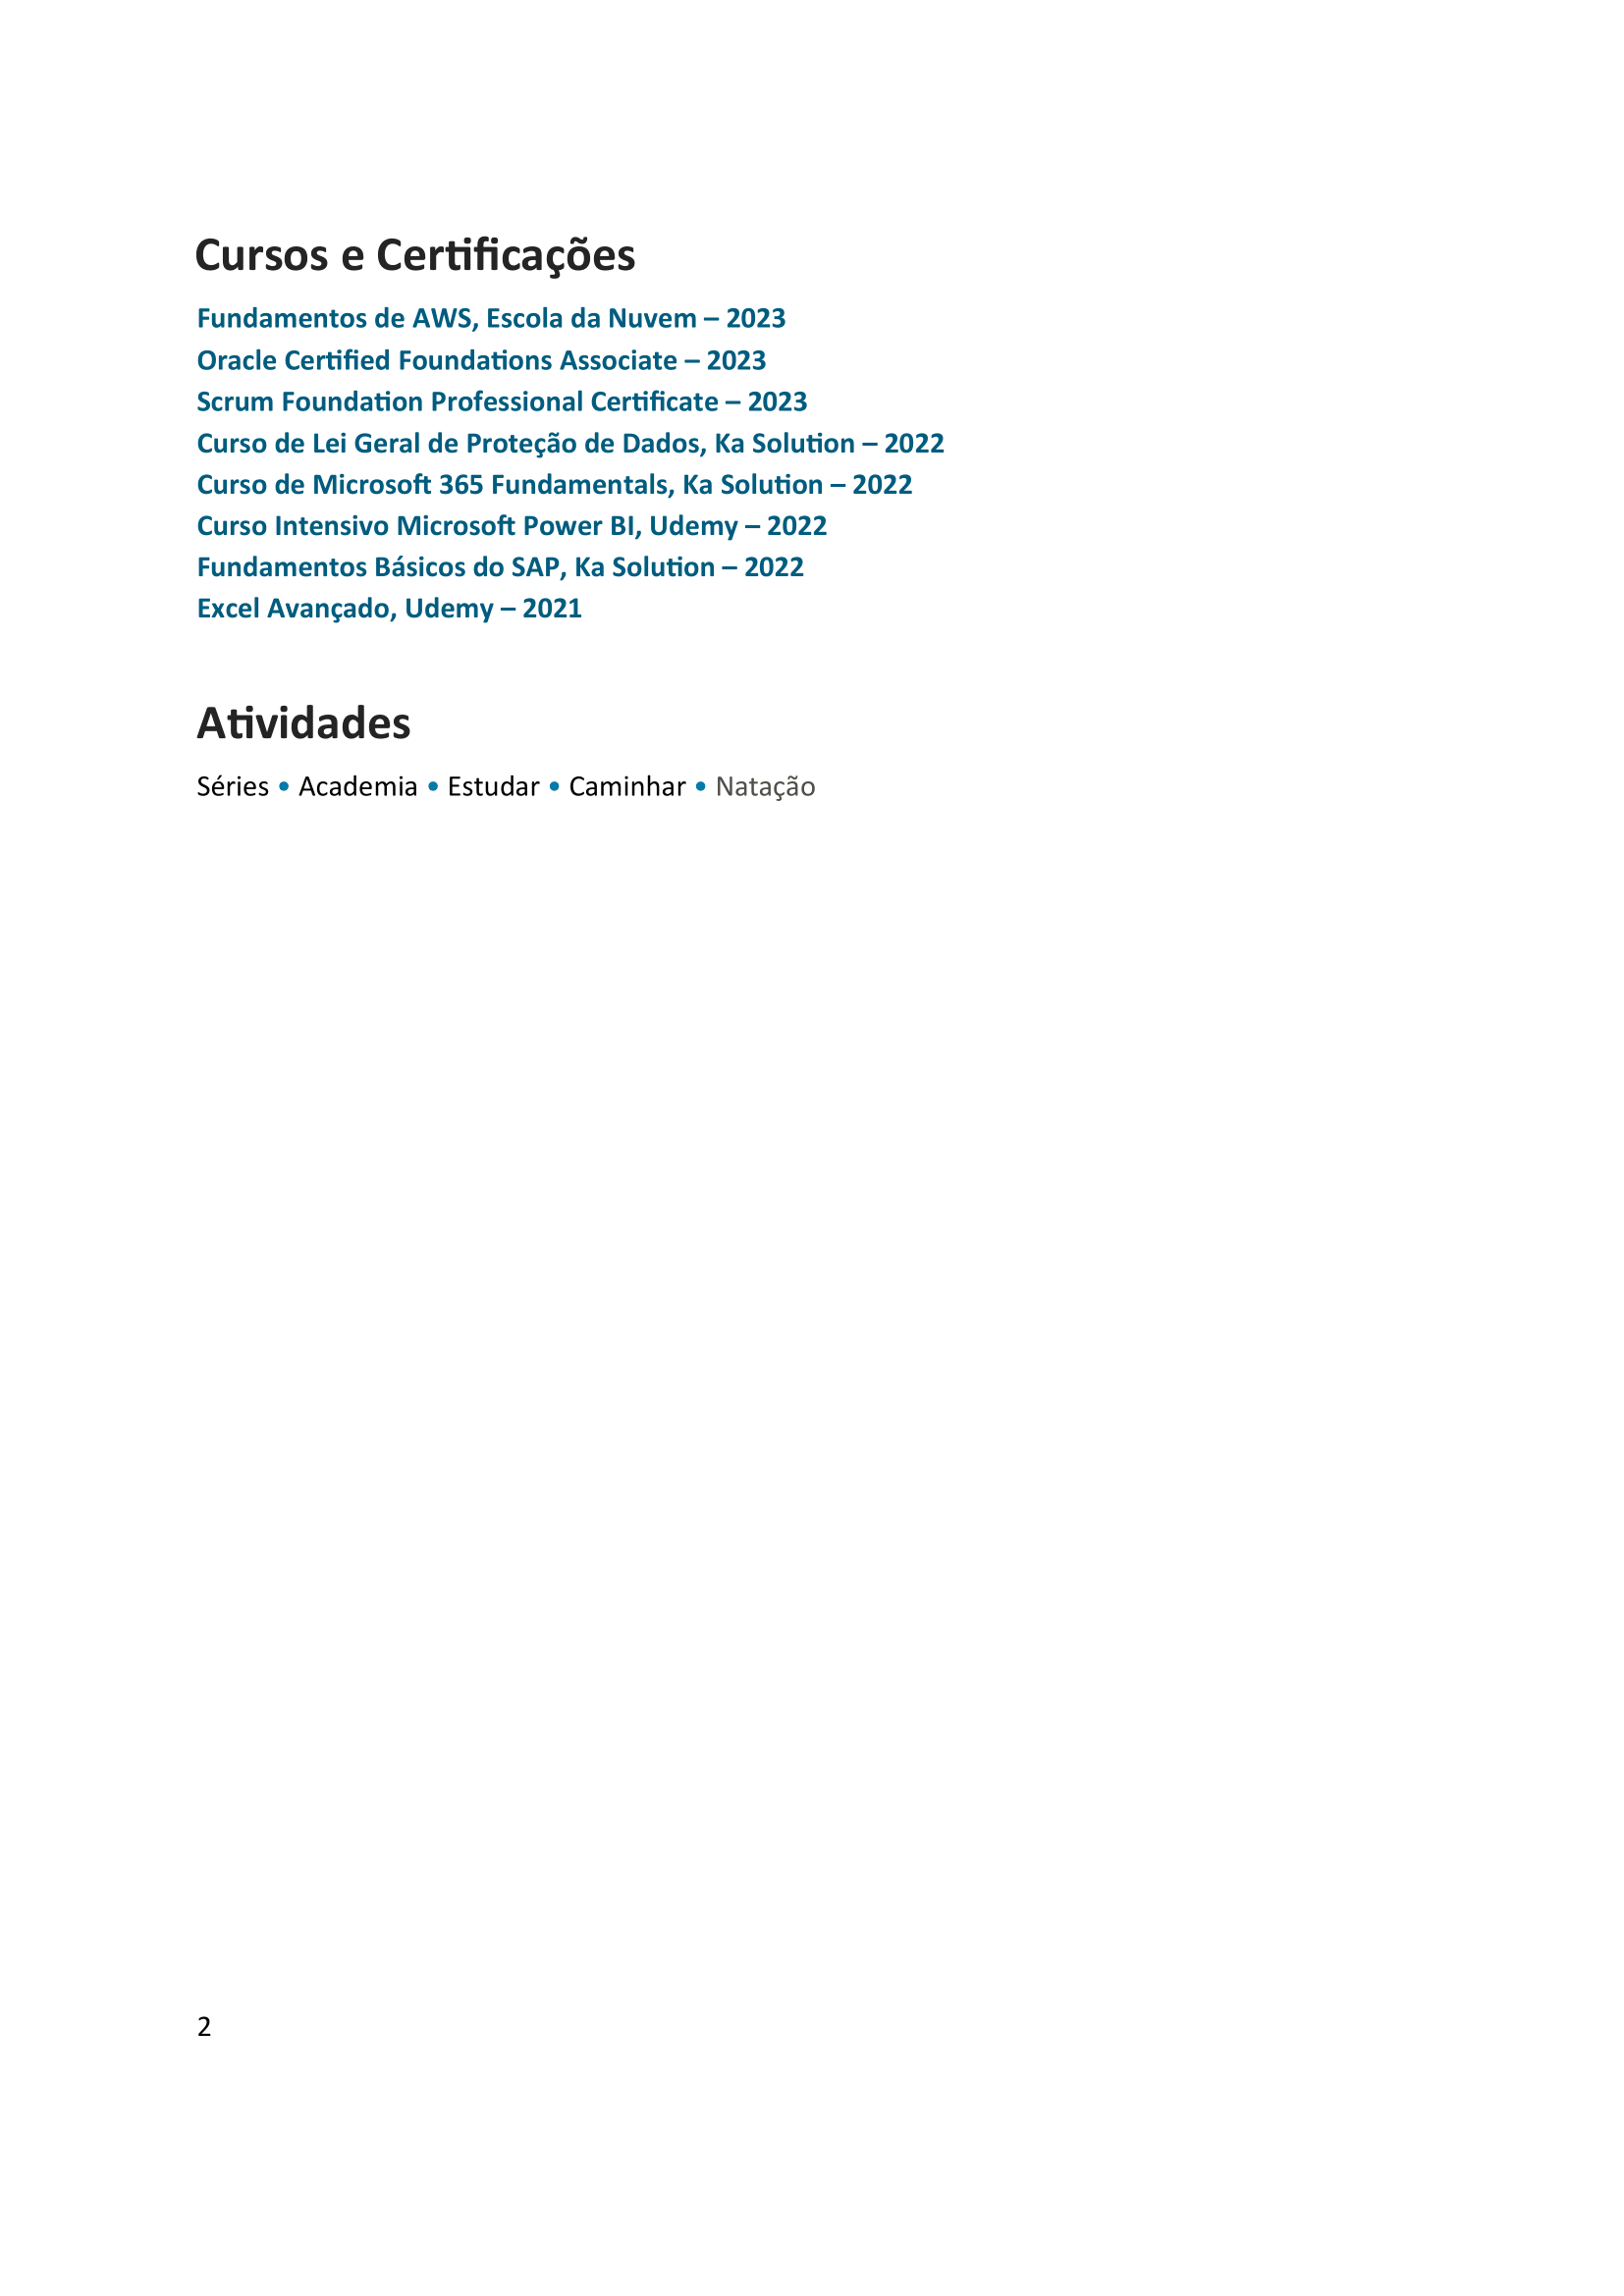 Cursos e Certificações
Fundamentos de AWS, Escola da Nuvem – 2023
Oracle Certified Foundations Associate – 2023
Scrum Foundation Professional Certificate – 2023
Curso de Lei Geral de Proteção de Dados, Ka Solution – 2022
Curso de Microsoft 365 Fundamentals, Ka Solution – 2022
Curso Intensivo Microsoft Power BI, Udemy – 2022
Fundamentos Básicos do SAP, Ka Solution – 2022
Excel Avançado, Udemy – 2021
Atividades
Séries • Academia • Estudar • Caminhar • Natação
2